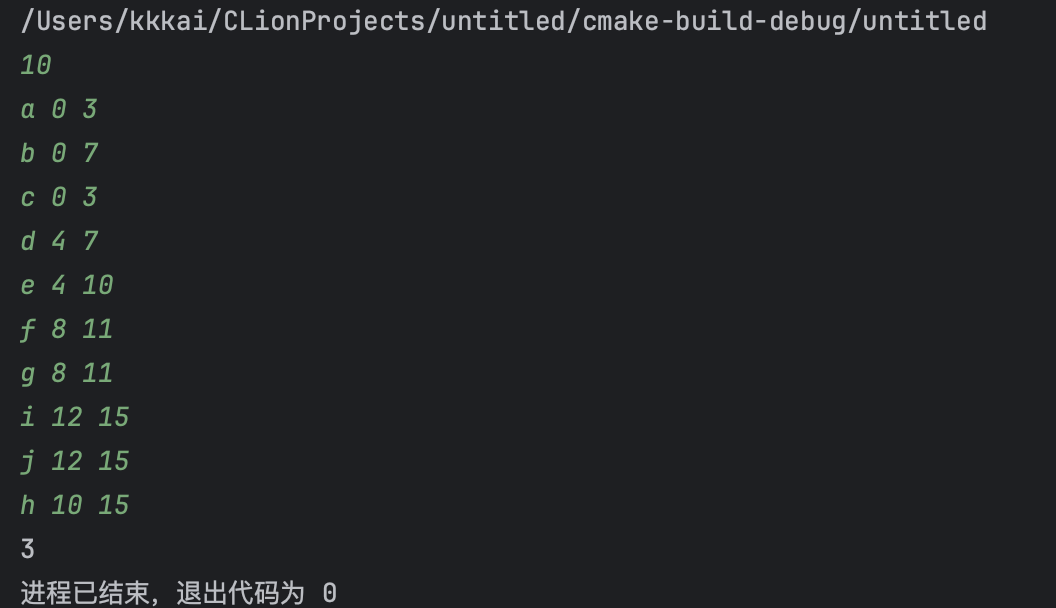 /Users/kkkai/CLionProjects/untitled/cmake-build-debug/untitled
10
a 0 3
b 0 7
c 0 3
d 4 7
e 4 10
f 8 11
g 8 11
i 12 15
j 12 15
h 10 15
3
进程已结束，退出代码为 0